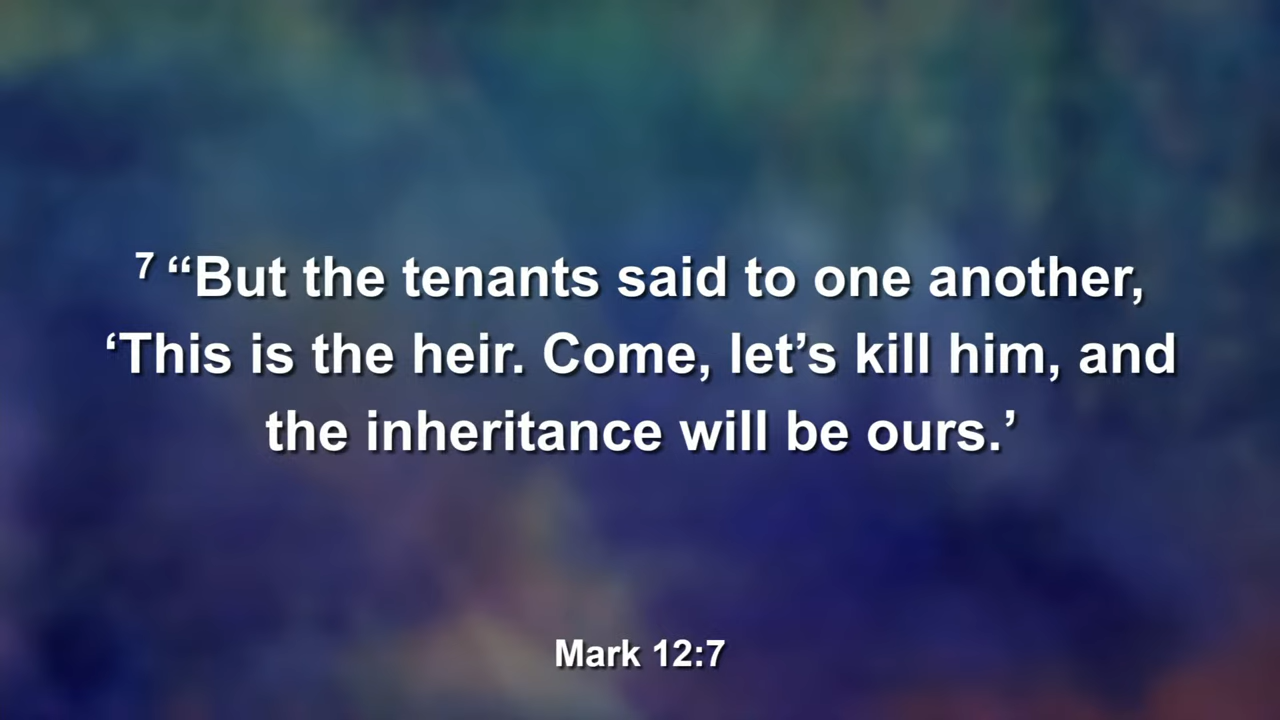 7 “But the tenants said to one another,
‘This is the heir. Come, let’s kill him, and
the inheritance will be ours.’
Mark 12:7